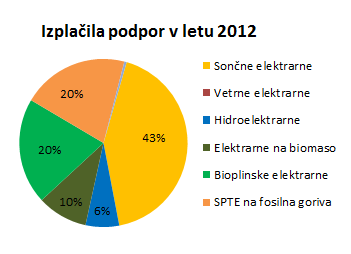 Izplačila podpor v letu 2012
43%
6%
10%
20%
20%
Sončne elektrarne
Vetrne elektrarne
Hidroelektrarne
Elektrarne na biomaso
Bioplinske elektrarne
SPTE na fosilna goriva